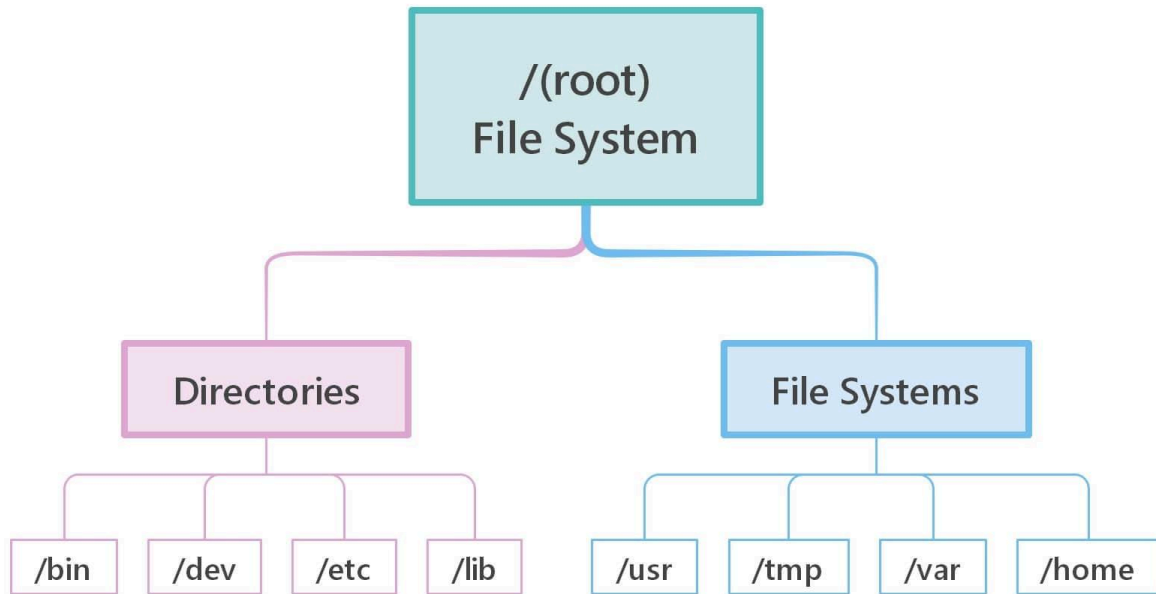 /(root)
File System
Directories
File Systems
/bin
/dev
/etc
/lib
/usr
/tmp
/var
/home